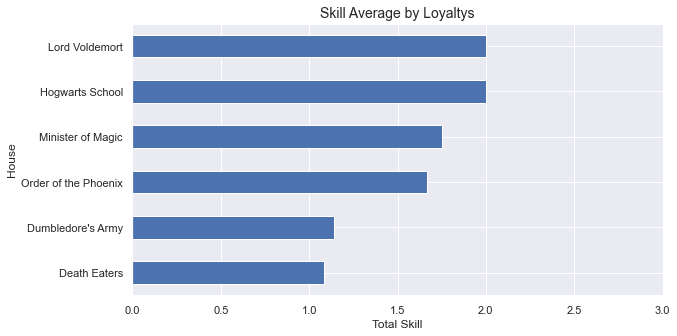 Skill Average by Loyaltys
Lord Voldemort
Hogwarts School
Minister of Magic
Order of the Phoenix
Dumbledore's Army
Death Eaters
House
0.0 0.5 1.0 1.5 2.0 2.5 3.0
Total Skill